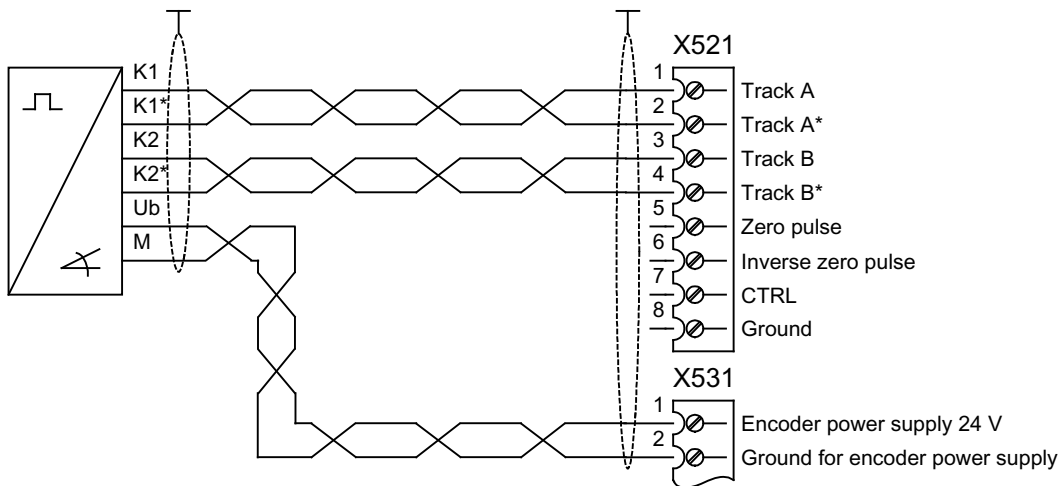 X521
K1
K1*
K2
K2*
Ub
M
1 Track A
2 Track A*
3 Track B
4 Track B*
5 Zero pulse
6 Inverse zero pulse
7 CTRL
8 Ground
X531
1 Encoder power supply 24 V
2 Ground for encoder power supply